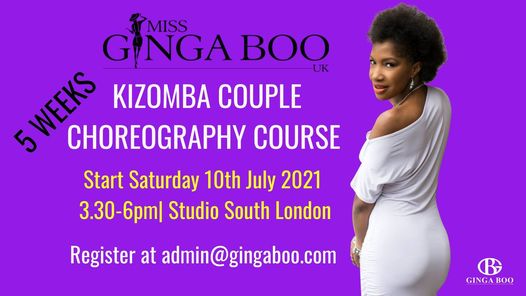 MISS
GINGA BOO
UK
5 WEEKS
KIZOMBA COUPLE
CHOREOGRAPHY COURSE
Start Saturday 10th July 2021
3.30-6pm| Studio South London
Register at admin@gingaboo.com
GB
GINGA BOO